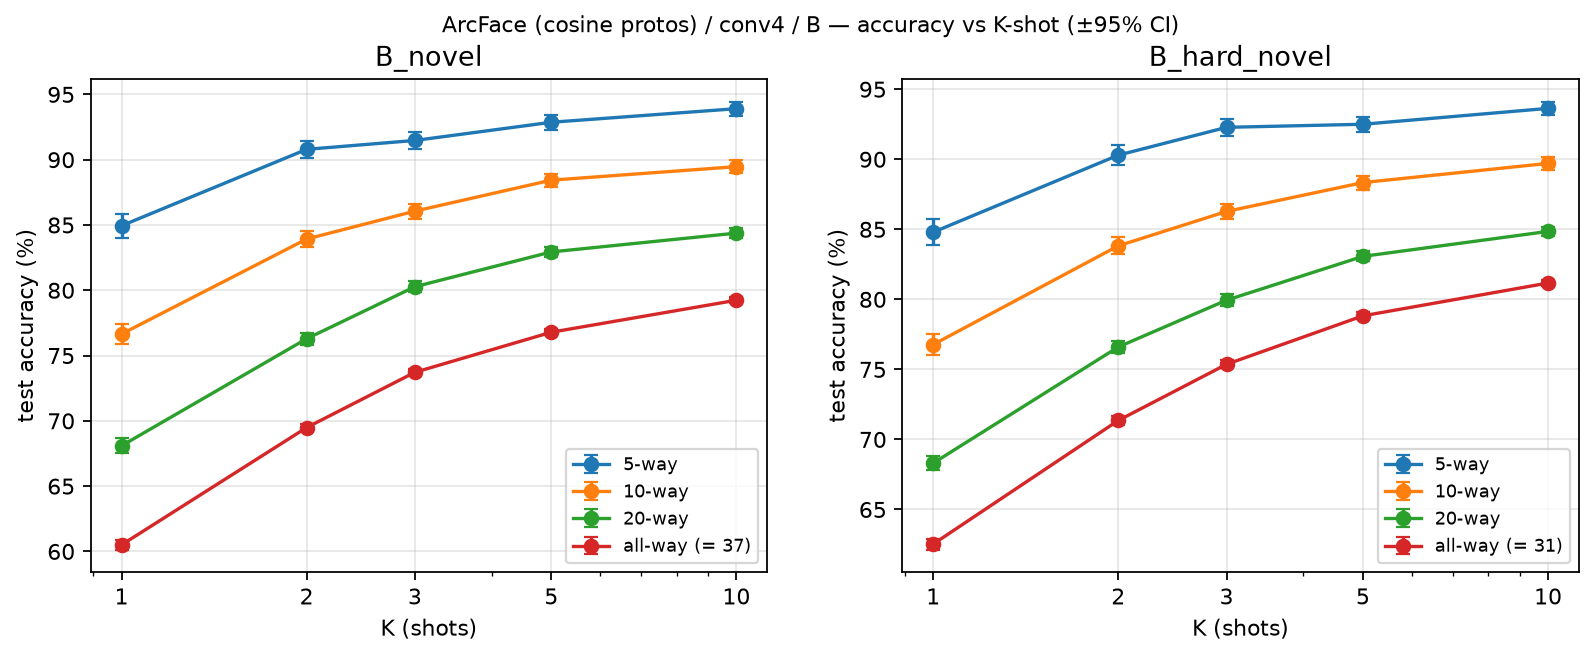 ArcFace (cosine protos) / conv4 / B — accuracy vs K-shot (±95% CI)
B_novel
test accuracy (%)
95
90
85
80
75
70
65
60
1
2
3
5
10
K (shots)
5-way
10-way
20-way
all-way (= 37)
B_hard_novel
test accuracy (%)
95
90
85
80
75
70
65
1
2
3
5
10
K (shots)
5-way
10-way
20-way
all-way (= 31)